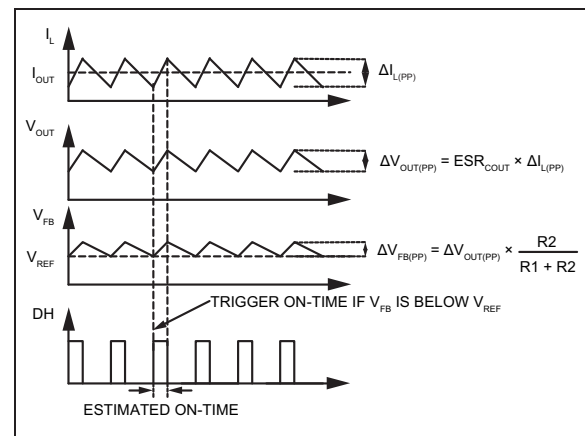 I_L
I_OUT
ΔI_L(PP)
V_OUT
ΔV_OUT(PP) = ESR_COUT × ΔI_L(PP)
V_FB
V_REF
ΔV_FB(PP) = ΔV_OUT(PP) × R2 / R1 + R2
TRIGGER ON-TIME IF V_FB IS BELOW V_REF
DH
ESTIMATED ON-TIME